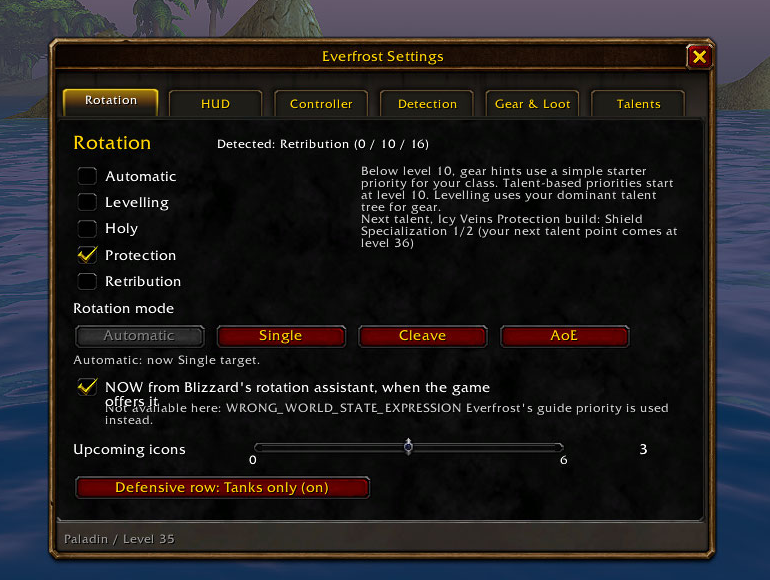 Everfrost Settings
Rotation
HUD
Controller
Detection
Gear & Loot
Talents
Rotation
Detected: Retribution (0 / 10 / 16)
Automatic
Levelling
Holy
Protection
Retribution
Below level 10, gear hints use a simple starter
priority for your class. Talent-based priorities start
at level 10. Levelling uses your dominant talent
tree for gear.
Next talent, Icy Veins Protection build: Shield
Specialization 1/2 (your next talent point comes at
level 36)
Rotation mode
Automatic
Single
Cleave
AoE
Automatic: now Single target.
NOW from Blizzard's rotation assistant, when the game
offers it
Not available here: WRONG_WORLD_STATE_EXPRESSION Everfrost's guide priority is used
instead.
Upcoming icons
0
6
3
Defensive row: Tanks only (on)
Paladin / Level 35